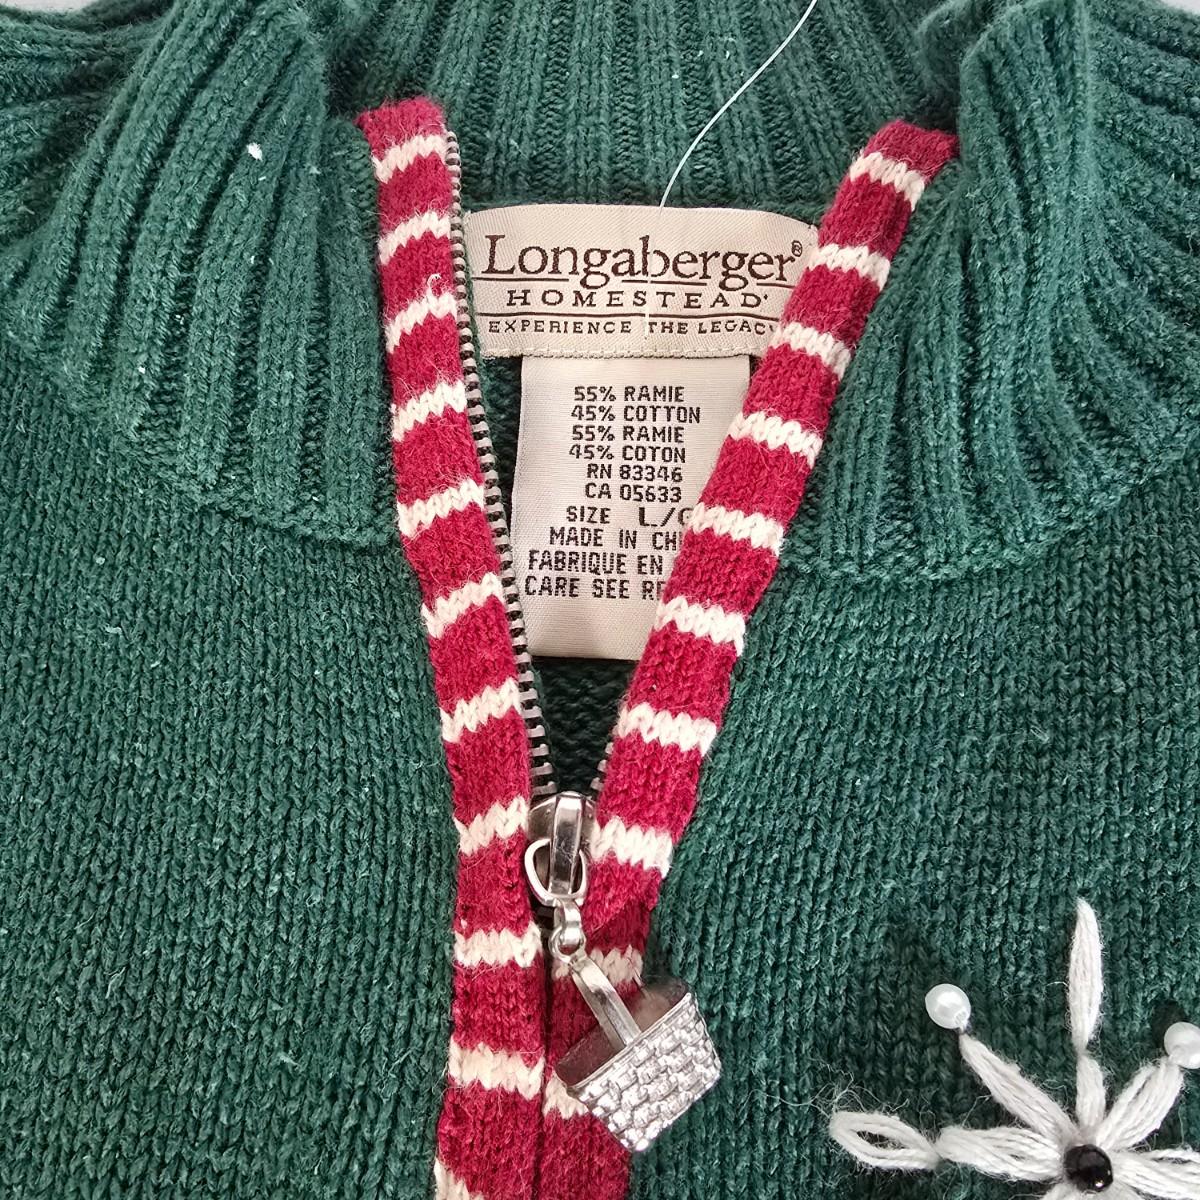 Longaberger®
HOMESTEAD
EXPERIENCE THE LEGACY
55% RAMIE
45% COTTON
55% RAMIE
45% COTON
RN 83346
CA 05633
SIZE L/G
MADE IN CHI
FABRIQUE EN
CARE SEE RE